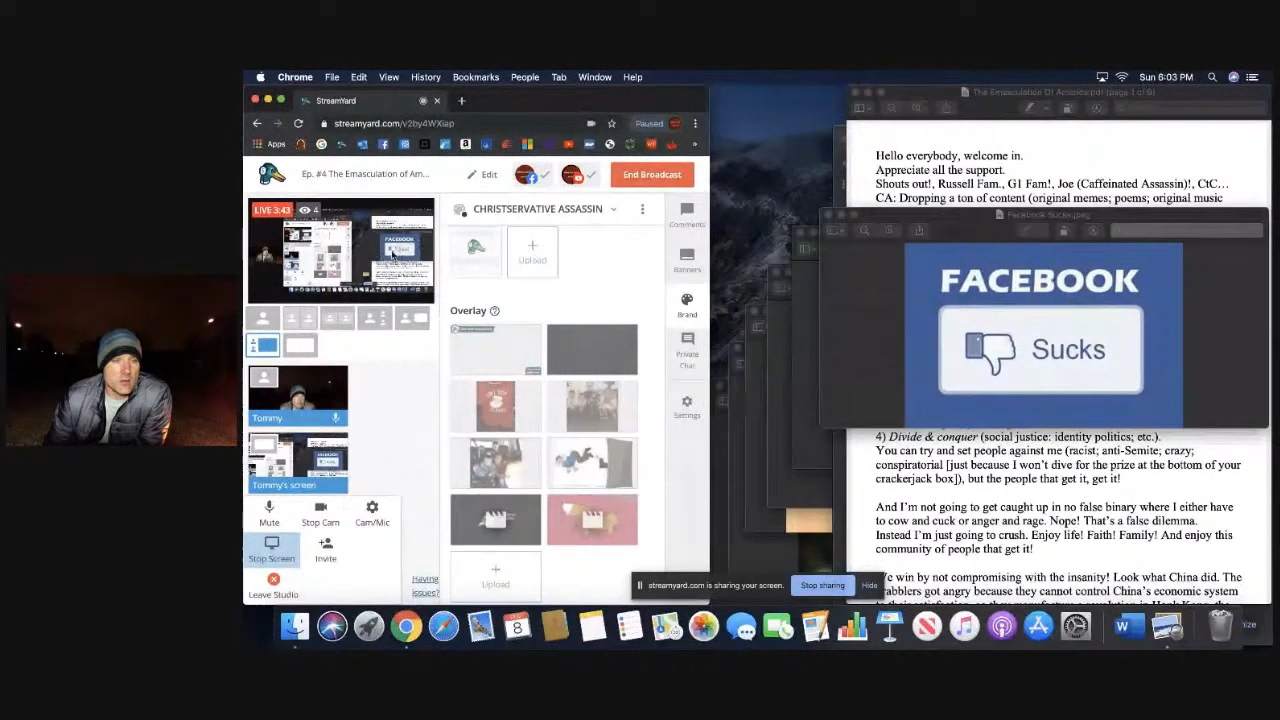 Chrome File Edit View History Bookmarks People Tab Window Help
Sun 6:03 PM
StreamYard
streamyard.com/v2by4WXiap
Paused
Apps
Ep. #4 The Emasculation of Am...
Edit
End Broadcast
LIVE 3:43
4
FACEBOOK
CHRISTSERVATIVE ASSASSIN
Upload
Overlay
Upload
Comments
Banners
Brand
Private
Chat
Settings
Tommy
FACEBOOK
Tommy's screen
Mute
Stop Cam
Cam/Mic
Stop Screen
Invite
Leave Studio
Having
issues?
streamyard.com is sharing your screen.
Stop sharing
Hide
The Emasculation Of America.pdf (page 1 of 9)
Hello everybody, welcome in.
Appreciate all the support.
Shouts out!, Russell Fam., G1 Fam!, Joe (Caffeinated Assassin)!, CtC…
CA: Dropping a ton of content (original memes; poems; original music
Facebook Sucks.jpeg
FACEBOOK
Sucks
4) Divide & conquer (social justice: identity politics; etc.).
You can try and set people against me (racist; anti-Semite; crazy;
conspiratorial [just because I won't dive for the prize at the bottom of your
crackerjack box]), but the people that get it, get it!
And I'm not going to get caught up in no false binary where I either have
to cow and cuck or anger and rage. Nope! That's a false dilemma.
Instead I'm just going to crush. Enjoy life! Faith! Family! And enjoy this
community of people that get it!
e win by not compromising with the insanity! Look what China did. The
rabblers got angry because they cannot control China's economic system
8